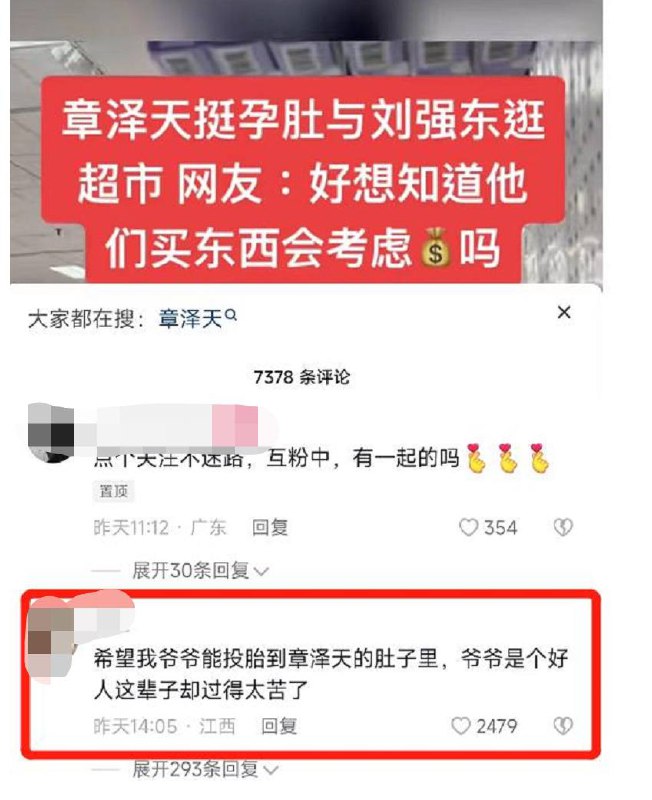 章泽天挺孕肚与刘强东逛
超市 网友：好想知道他
们买东西会考虑💰吗
大家都在搜：章泽天
7378 条评论
点个关注不迷路，互粉中，有一起的吗
置顶
昨天11:12 · 广东 回复 354
展开30条回复
希望我爷爷能投胎到章泽天的肚子里，爷爷是个好
人这辈子却过得太苦了
昨天14:05 · 江西 回复 2479
展开293条回复